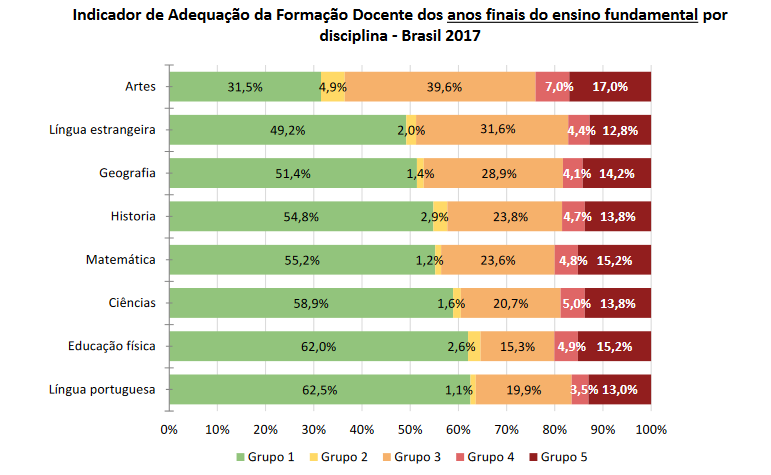 Indicador de Adequação da Formação Docente dos anos finais do ensino fundamental por
disciplina - Brasil 2017
Artes 31,5% 4,9% 39,6% 7,0% 17,0%
Língua estrangeira 49,2% 2,0% 31,6% 4,4% 12,8%
Geografia 51,4% 1,4% 28,9% 4,1% 14,2%
Historia 54,8% 2,9% 23,8% 4,7% 13,8%
Matemática 55,2% 1,2% 23,6% 4,8% 15,2%
Ciências 58,9% 1,6% 20,7% 5,0% 13,8%
Educação física 62,0% 2,6% 15,3% 4,9% 15,2%
Língua portuguesa 62,5% 1,1% 19,9% 3,5% 13,0%
0% 10% 20% 30% 40% 50% 60% 70% 80% 90% 100%
Grupo 1 Grupo 2 Grupo 3 Grupo 4 Grupo 5